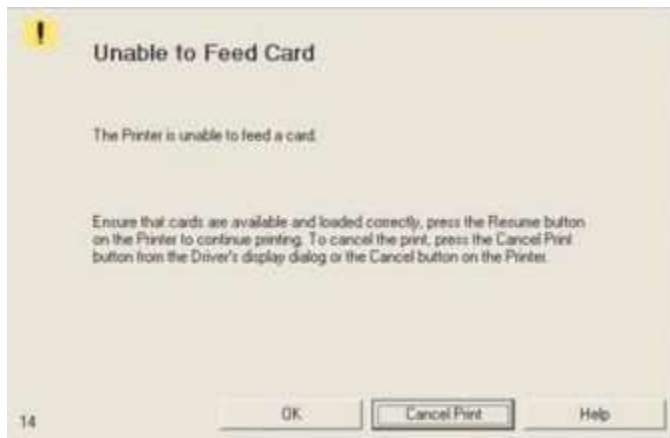 !
Unable to Feed Card
The Printer is unable to feed a card.
Ensure that cards are available and loaded correctly, press the Resume button
on the Printer to continue printing. To cancel the print, press the Cancel Print
button from the Driver's display dialog or the Cancel button on the Printer.
14 OK Cancel Print Help